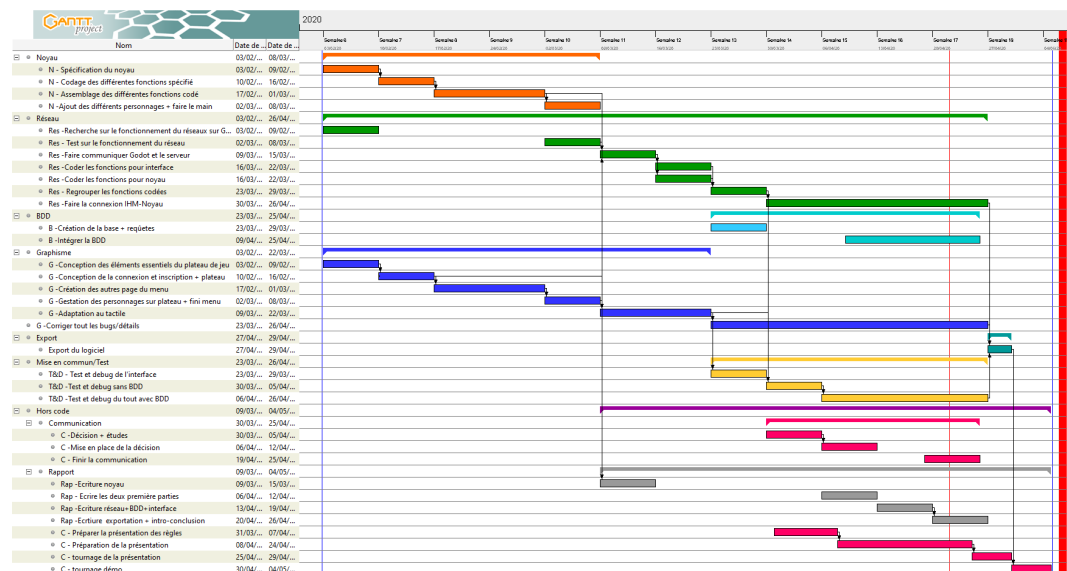 GANTT project
2020
Nom Date de ... Date de ...
Semaine 6 Semaine 7 Semaine 8 Semaine 9 Semaine 10 Semaine 11 Semaine 12 Semaine 13 Semaine 14 Semaine 15 Semaine 16 Semaine 17 Semaine 18
Noyau 03/02/... 08/03/...
N - Spécification du noyau 03/02/... 09/02/...
N - Codage des différentes fonctions spécifié 10/02/... 16/02/...
N - Assemblage des différentes fonctions codé 17/02/... 01/03/...
N -Ajout des différents personnages + faire le main 02/03/... 08/03/...
Réseau 03/02/... 26/04/...
Res -Recherche sur le fonctionnement du réseaux sur G... 03/02/... 09/02/...
Res - Test sur le fonctionnement du réseau 02/03/... 08/03/...
Res -Faire communiquer Godot et le serveur 09/03/... 15/03/...
Res -Coder les fonctions pour interface 16/03/... 22/03/...
Res -Coder les fonctions pour noyau 16/03/... 22/03/...
Res - Regrouper les fonctions codées 23/03/... 29/03/...
Res -Faire la connexion IHM-Noyau 30/03/... 26/04/...
BDD 23/03/... 25/04/...
B -Création de la base + reqûetes 23/03/... 29/03/...
B -Intégrer la BDD 09/04/... 25/04/...
Graphisme 03/02/... 22/03/...
G -Conception des éléments essentiels du plateau de jeu 03/02/... 09/02/...
G -Conception de la connexion et inscription + plateau 10/02/... 16/02/...
G -Création des autres page du menu 17/02/... 01/03/...
G -Gestation des personnages sur plateau + fini menu 02/03/... 08/03/...
G -Adaptation au tactile 09/03/... 22/03/...
G -Corriger tout les bugs/détails 23/03/... 26/04/...
Export 27/04/... 29/04/...
Export du logiciel 27/04/... 29/04/...
Mise en commun/Test 23/03/... 26/04/...
T&D - Test et debug de l'interface 23/03/... 29/03/...
T&D -Test et debug sans BDD 30/03/... 05/04/...
T&D -Test et debug du tout avec BDD 06/04/... 26/04/...
Hors code 09/03/... 04/05/...
Communication 30/03/... 25/04/...
C -Décision + études 30/03/... 05/04/...
C -Mise en place de la décision 06/04/... 12/04/...
C - Finir la communication 19/04/... 25/04/...
Rapport 09/03/... 04/05/...
Rap -Ecriture noyau 09/03/... 15/03/...
Rap - Ecrire les deux première parties 06/04/... 12/04/...
Rap -Ecriture réseau+BDD+interface 13/04/... 19/04/...
Rap -Ecrtiure exportation + intro-conclusion 20/04/... 26/04/...
C - Préparer la présentation des règles 31/03/... 07/04/...
C - Préparation de la présentation 08/04/... 24/04/...
C - tournage de la présentation 25/04/... 29/04/...
C - tournage démo 30/04/... 04/05/...